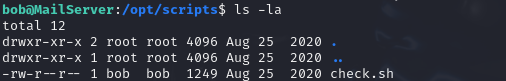 bob@MailServer:/opt/scripts$ ls -la
total 12
drwxr-xr-x 2 root root 4096 Aug 25  2020 .
drwxr-xr-x 1 root root 4096 Aug 25  2020 ..
-rw-r--r-- 1 bob  bob  1249 Aug 25  2020 check.sh